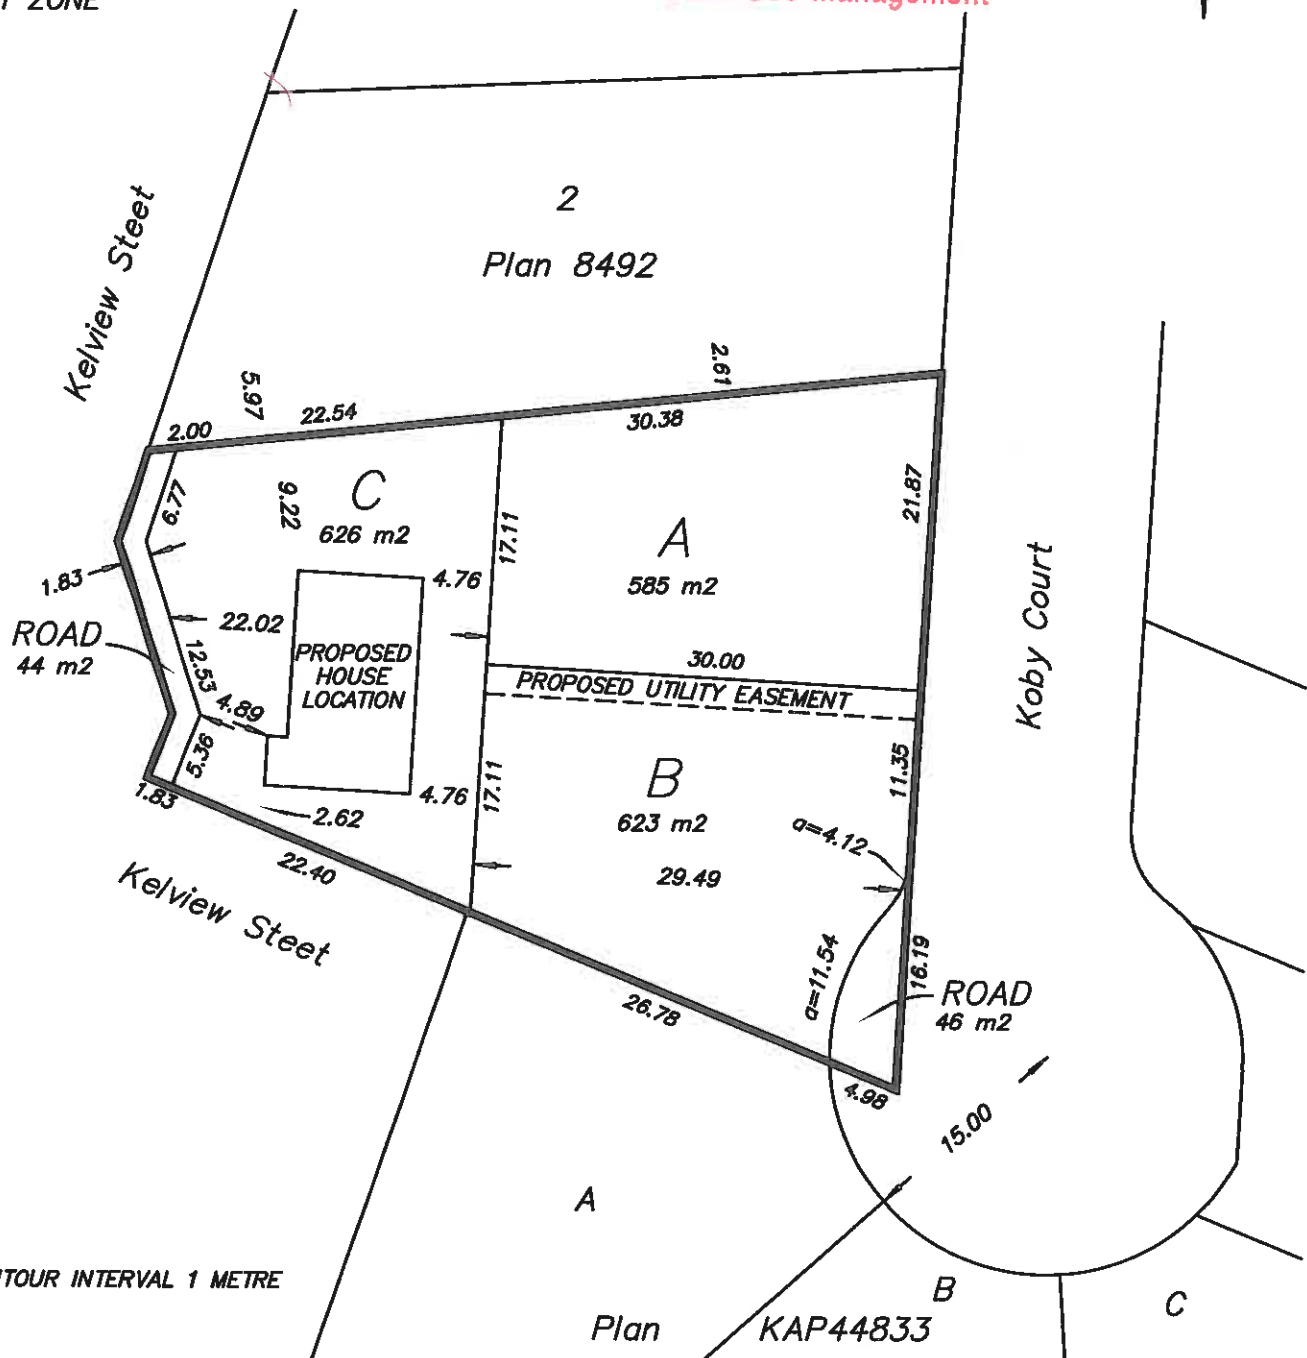 ZONE
Management
2
Plan 8492
Kelview Steet
2.61
5.97
22.54
30.38
2.00
C
626 m2
6.77
9.22
17.11
A
585 m2
21.87
Koby Court
1.83
4.76
ROAD
44 m2
22.02
12.53
PROPOSED
HOUSE
LOCATION
30.00
PROPOSED UTILITY EASEMENT
4.89
5.36
1.83
4.76
2.62
17.11
B
623 m2
11.35
a=4.12
29.49
22.40
Kelview Steet
a=11.54
16.19
ROAD
46 m2
26.78
4.98
15.00
A
TOUR INTERVAL 1 METRE
B
C
Plan KAP44833